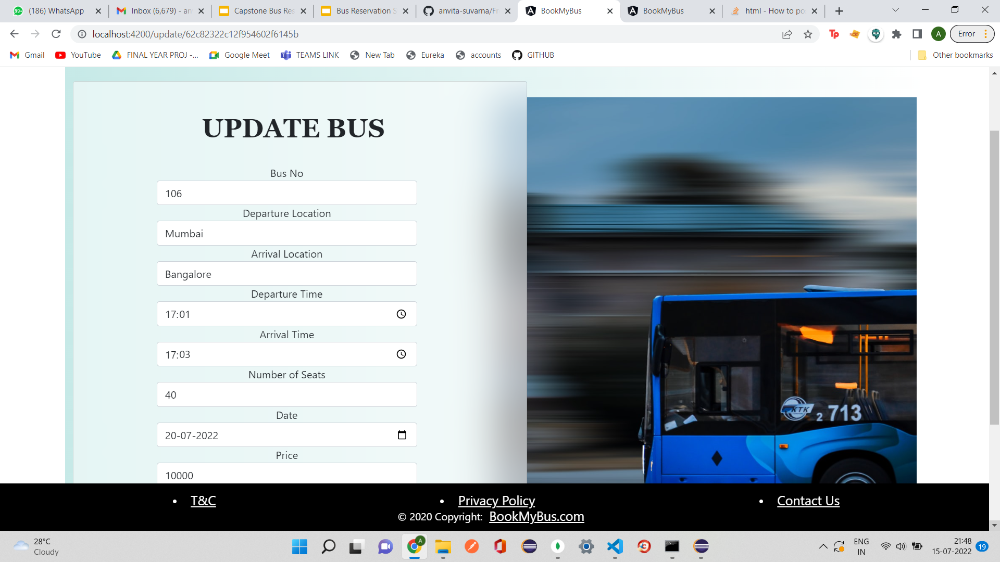 99+ (186) WhatsApp
Inbox (6,679) - an
Capstone Bus Res
Bus Reservation S
anvita-suvarna/Fr
BookMyBus
BookMyBus
html - How to po
localhost:4200/update/62c82322c12f954602f6145b
Tp
A
Error
Gmail
YouTube
FINAL YEAR PROJ -...
Google Meet
TEAMS LINK
New Tab
Eureka
accounts
GITHUB
Other bookmarks
UPDATE BUS
Bus No
106
Departure Location
Mumbai
Arrival Location
Bangalore
Departure Time
17:01
Arrival Time
17:03
Number of Seats
40
Date
20-07-2022
Price
10000
KTK 2 713
• T&C
• Privacy Policy
• Contact Us
© 2020 Copyright: BookMyBus.com
28°C
Cloudy
A
ENG
IN
21:48
15-07-2022
19